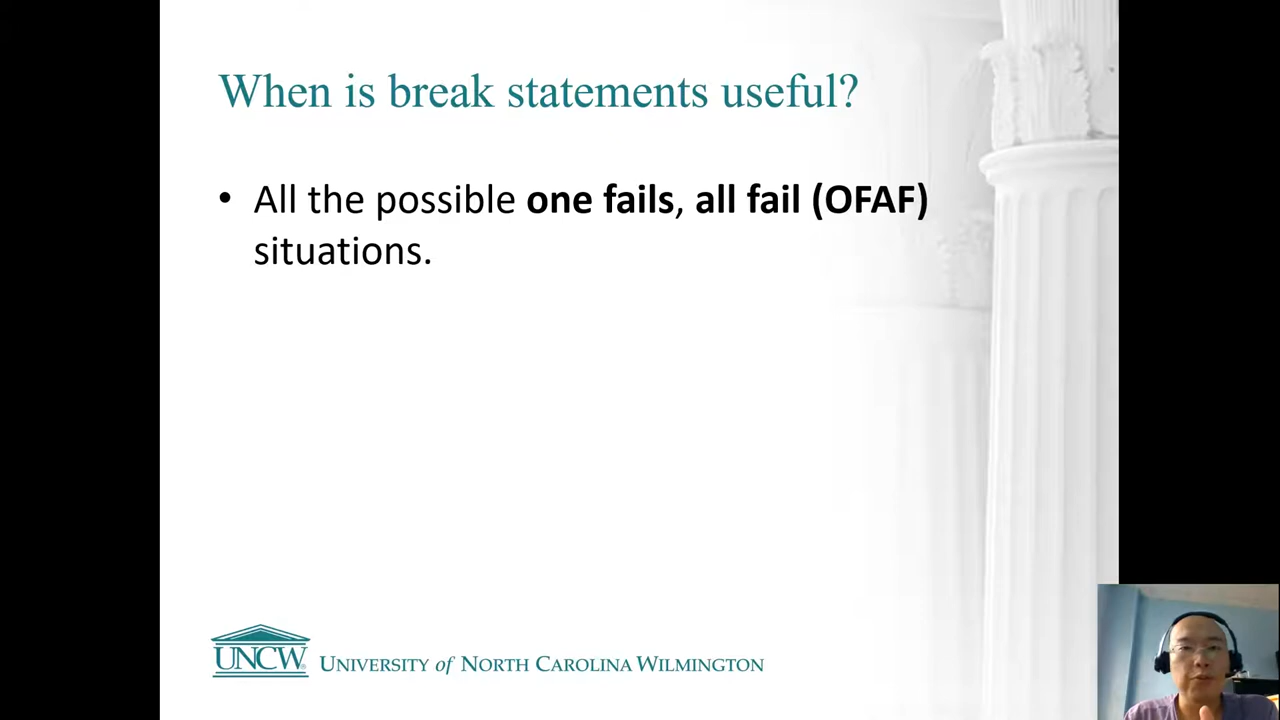 When is break statements useful?
• All the possible one fails, all fail (OFAF)
situations.
UNCW UNIVERSITY of NORTH CAROLINA WILMINGTON